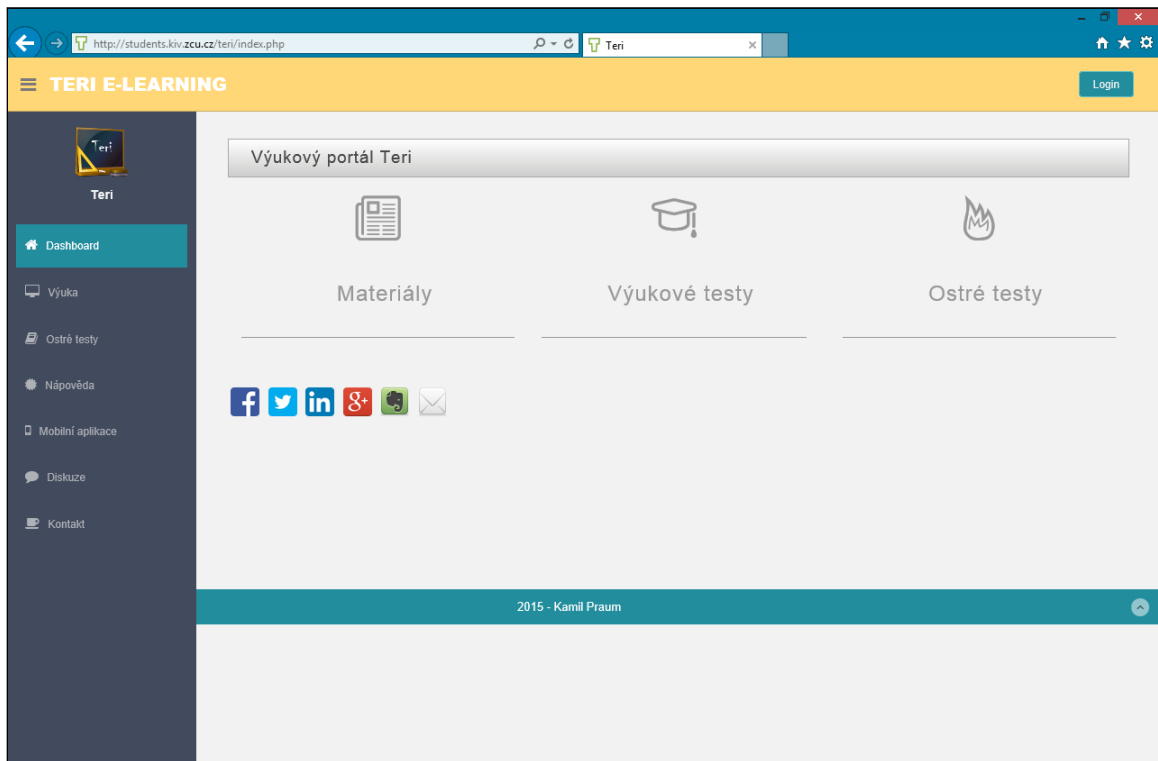 http://students.kiv.zcu.cz/teri/index.php
Teri
TERI E-LEARNING
Login
Teri
Teri
Dashboard
Výuka
Ostré testy
Nápověda
Mobilní aplikace
Diskuze
Kontakt
Výukový portál Teri
Materiály
Výukové testy
Ostré testy
2015 - Kamil Praum